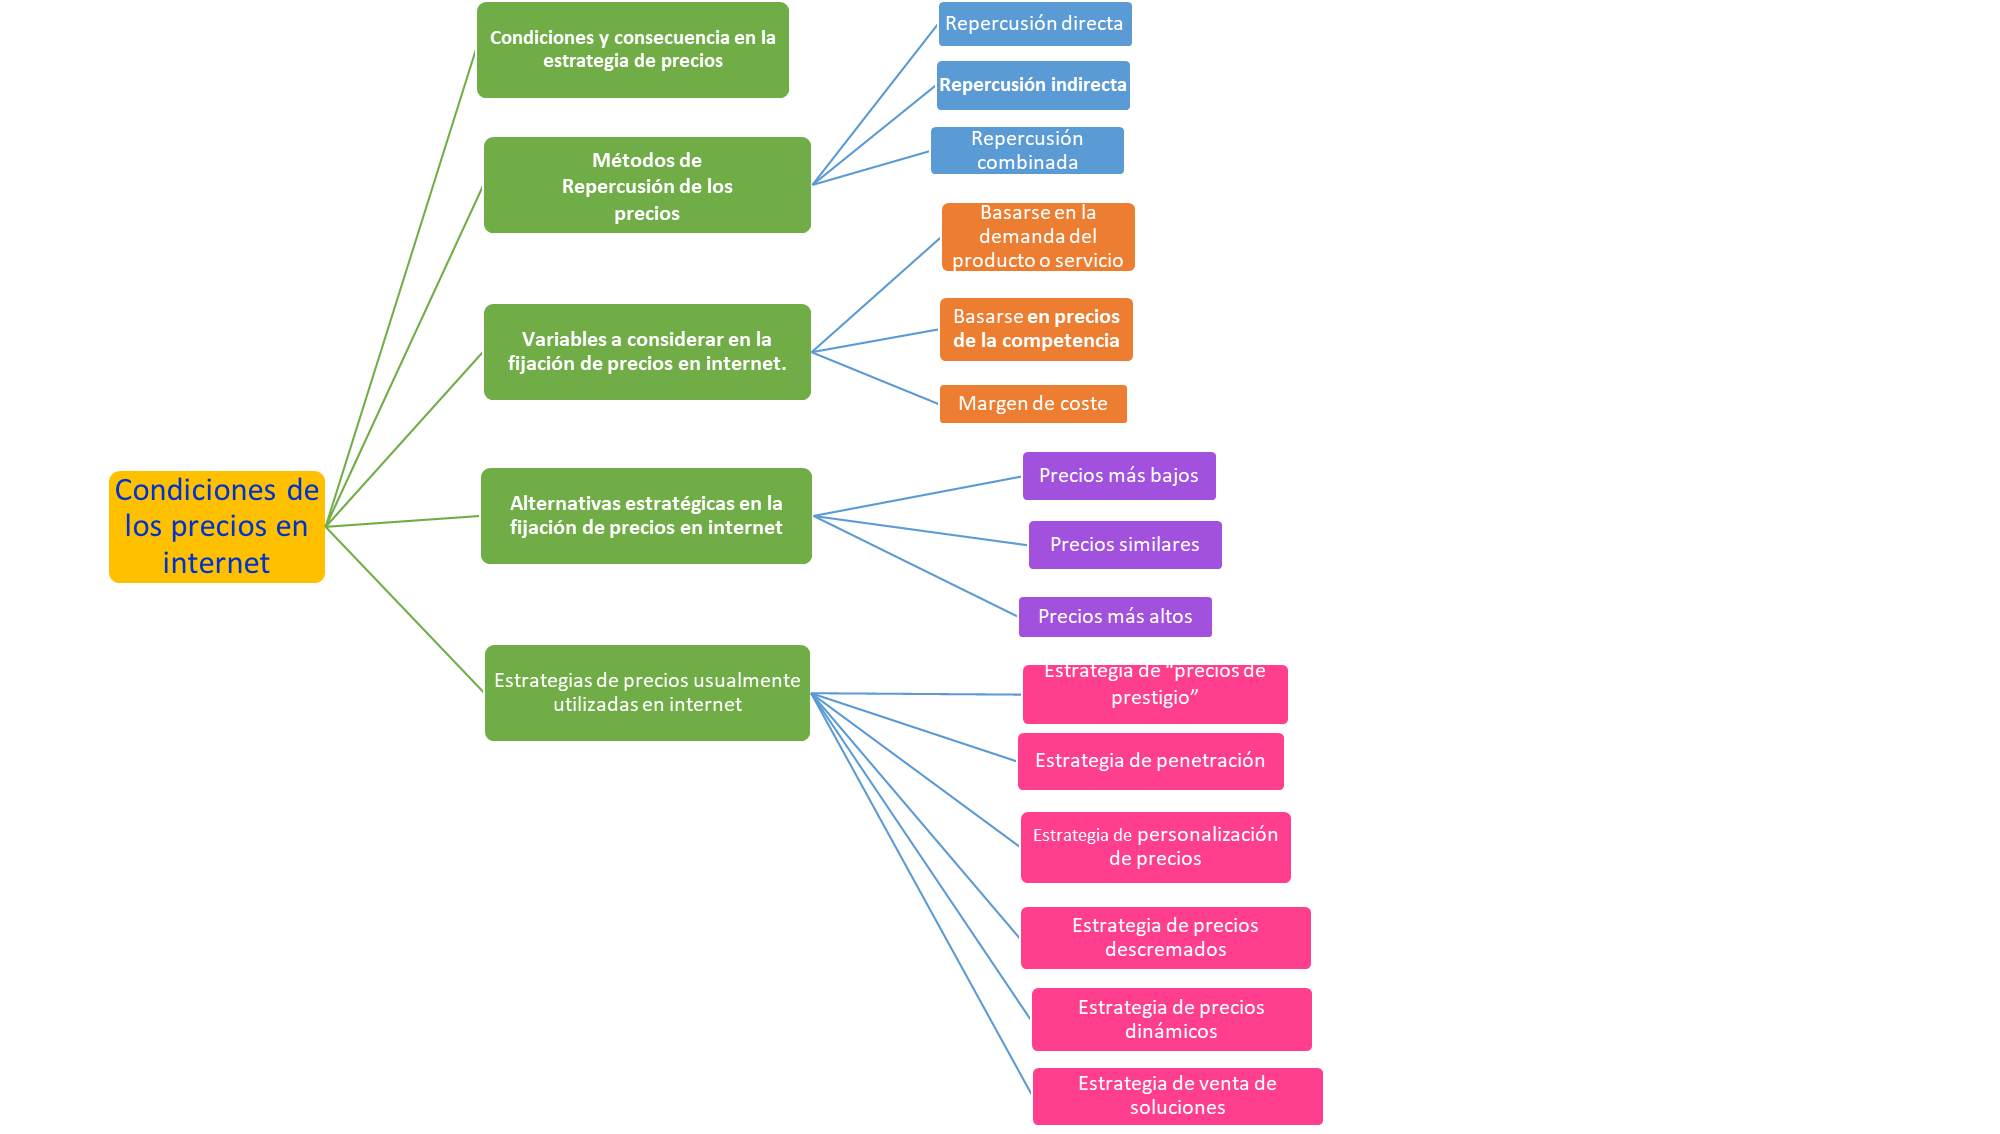 Condiciones de
los precios en
internet
Condiciones y consecuencia en la
estrategia de precios
Métodos de
Repercusión de los
precios
Repercusión directa
Repercusión indirecta
Repercusión
combinada
Variables a considerar en la
fijación de precios en internet.
Basarse en la
demanda del
producto o servicio
Basarse en precios
de la competencia
Margen de coste
Alternativas estratégicas en la
fijación de precios en internet
Precios más bajos
Precios similares
Precios más altos
Estrategias de precios usualmente
utilizadas en internet
Estrategia de “precios de
prestigio”
Estrategia de penetración
Estrategia de personalización
de precios
Estrategia de precios
descremados
Estrategia de precios
dinámicos
Estrategia de venta de
soluciones